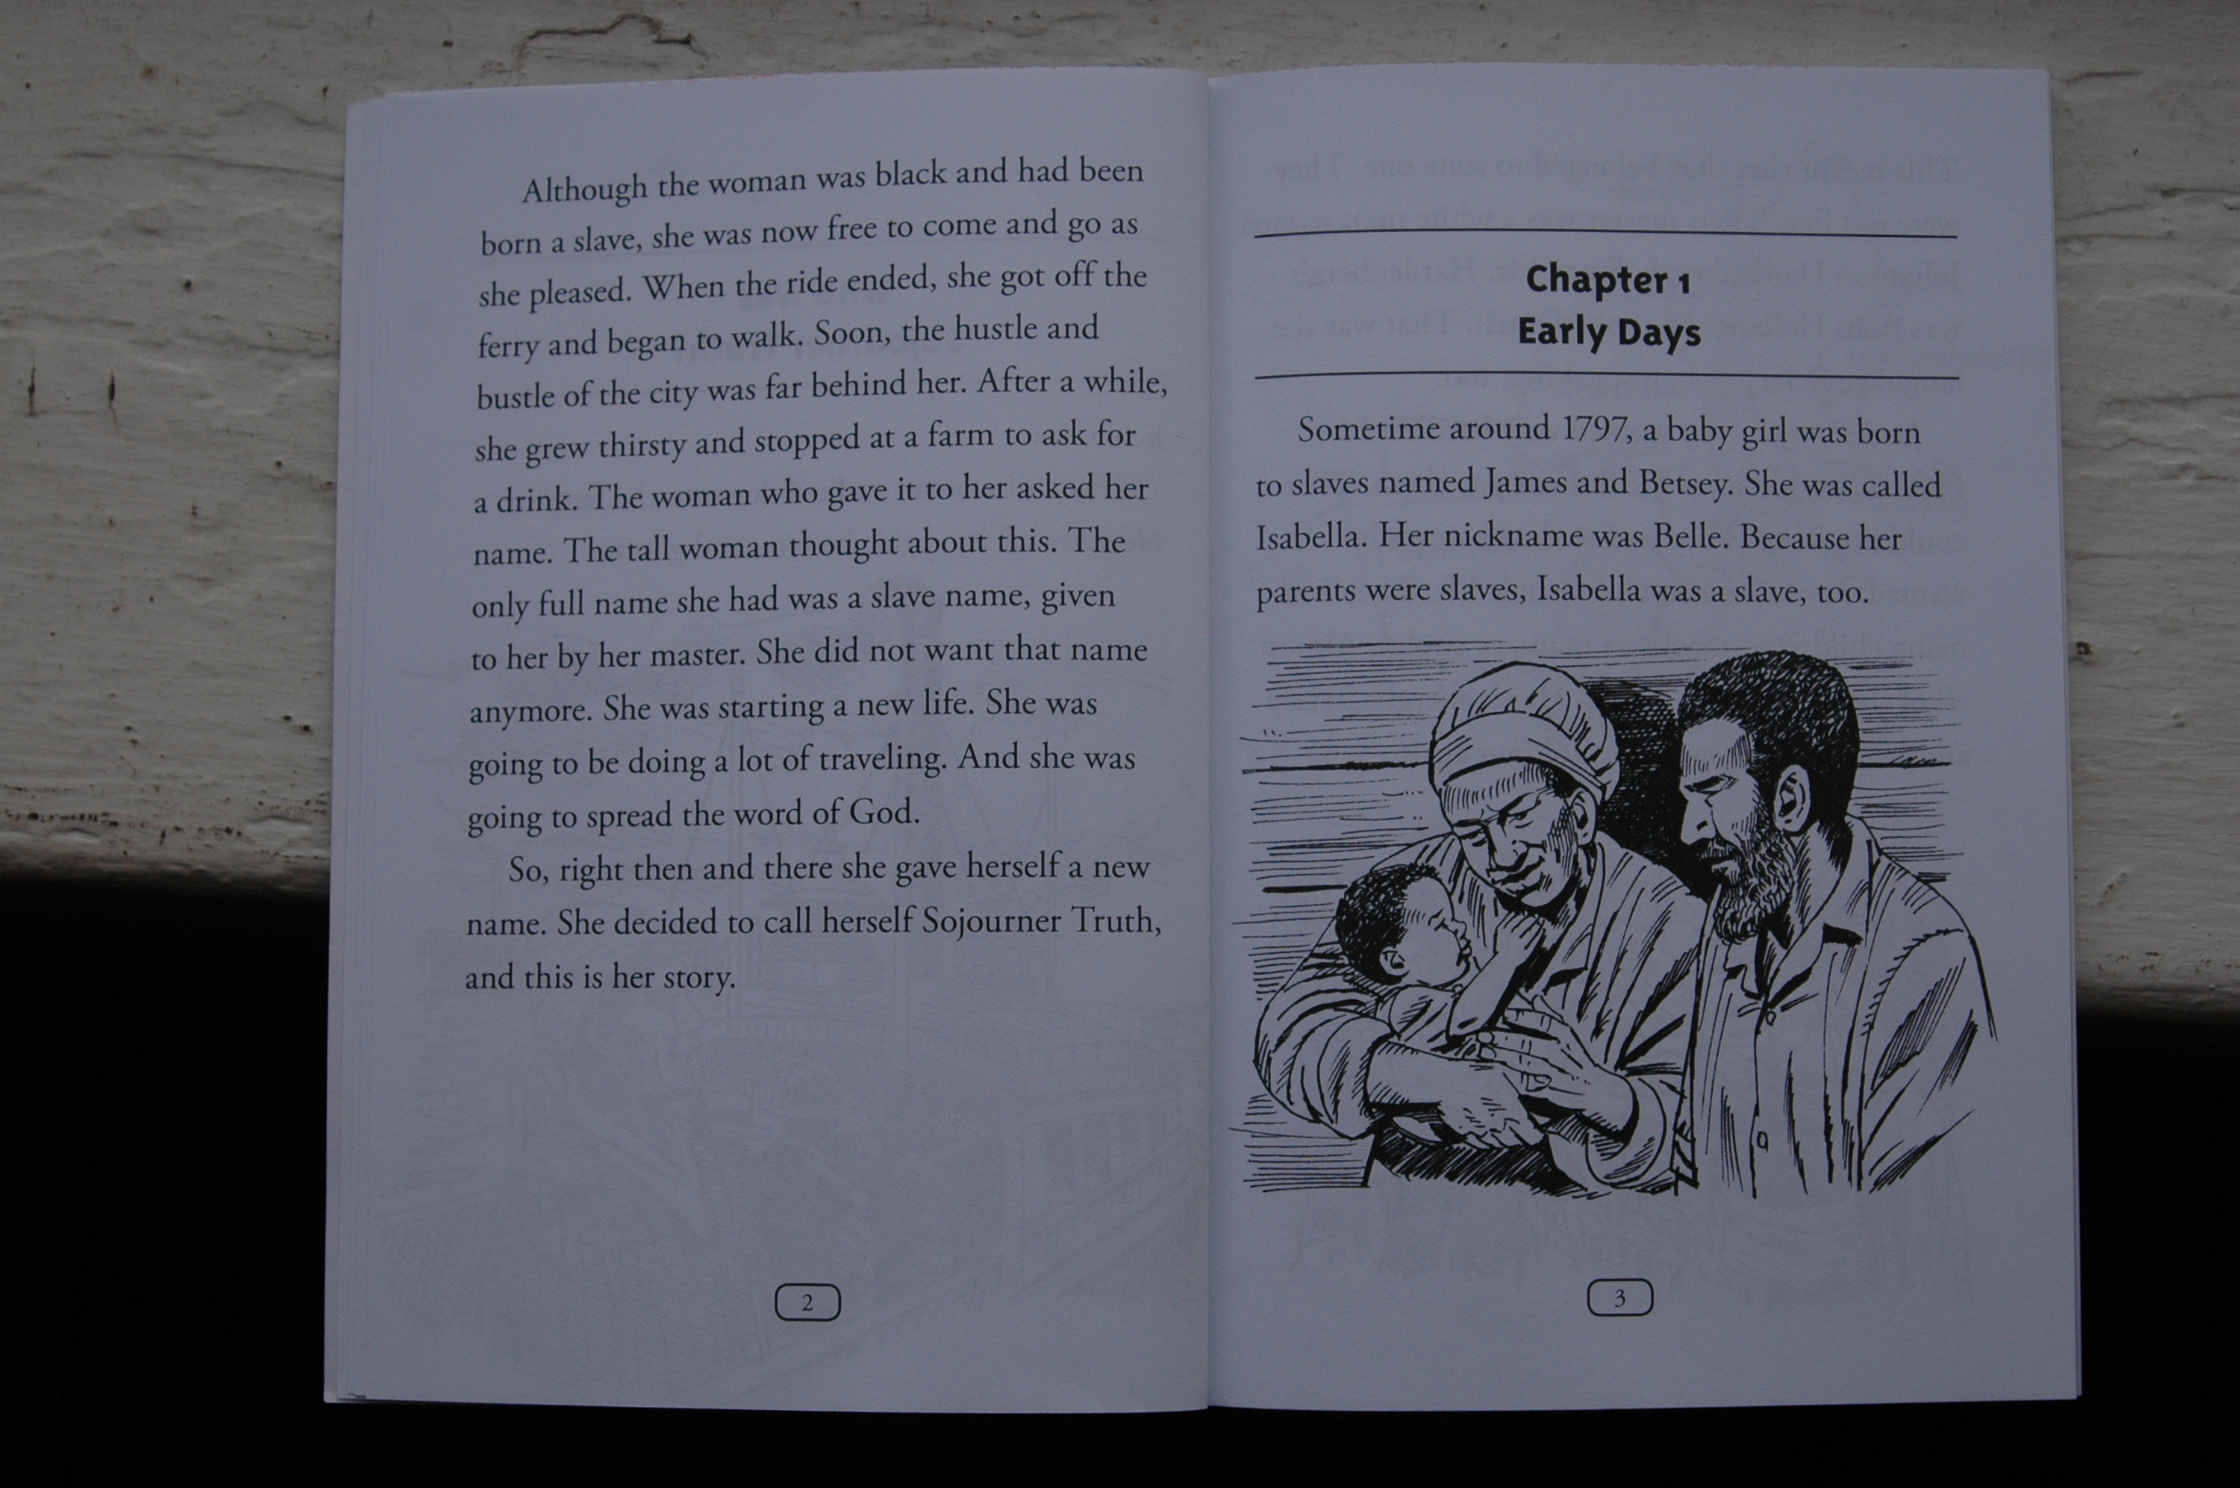 Although the woman was black and had been
born a slave, she was now free to come and go as
she pleased. When the ride ended, she got off the
ferry and began to walk. Soon, the hustle and
bustle of the city was far behind her. After a while,
she grew thirsty and stopped at a farm to ask for
a drink. The woman who gave it to her asked her
name. The tall woman thought about this. The
only full name she had was a slave name, given
to her by her master. She did not want that name
anymore. She was starting a new life. She was
going to be doing a lot of traveling. And she was
going to spread the word of God.
So, right then and there she gave herself a new
name. She decided to call herself Sojourner Truth,
and this is her story.
2
Chapter 1
Early Days
Sometime around 1797, a baby girl was born
to slaves named James and Betsey. She was called
Isabella. Her nickname was Belle. Because her
parents were slaves, Isabella was a slave, too.
3